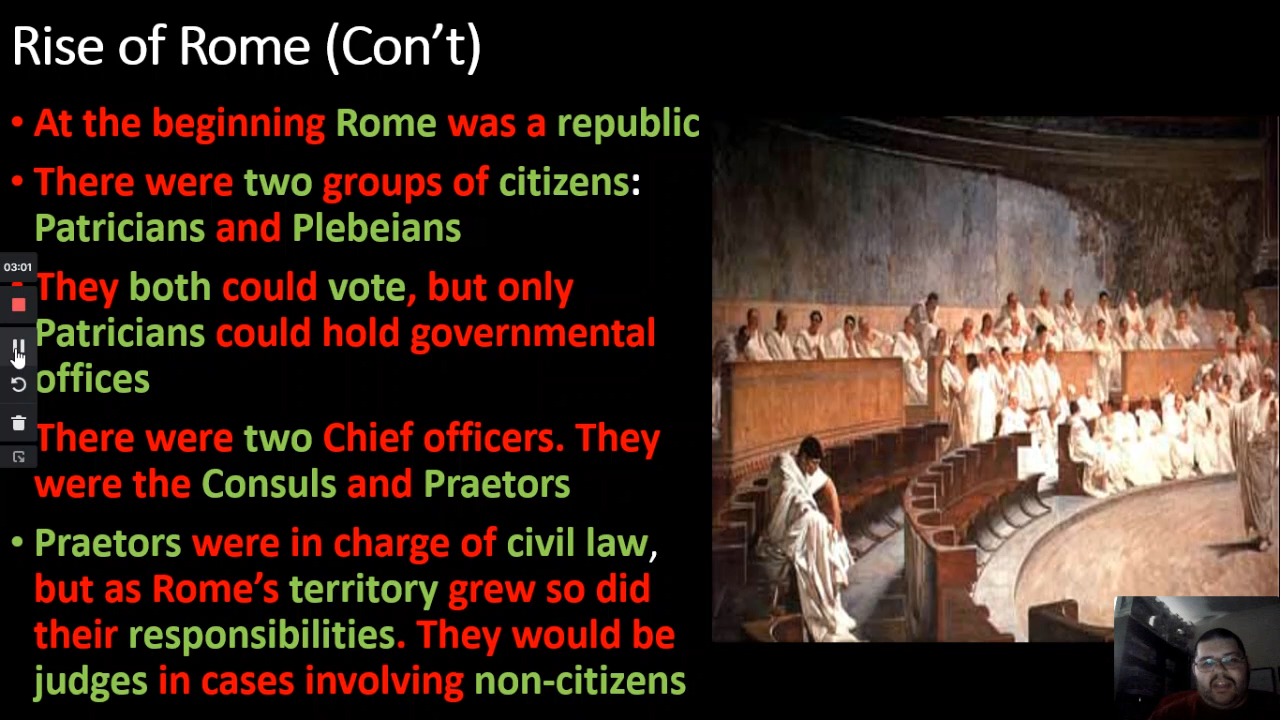 Rise of Rome (Con't)
• At the beginning Rome was a republic
• There were two groups of citizens:
Patricians and Plebeians
• They both could vote, but only
Patricians could hold governmental
offices
There were two Chief officers. They
were the Consuls and Praetors
• Praetors were in charge of civil law,
but as Rome's territory grew so did
their responsibilities. They would be
judges in cases involving non-citizens
03:01